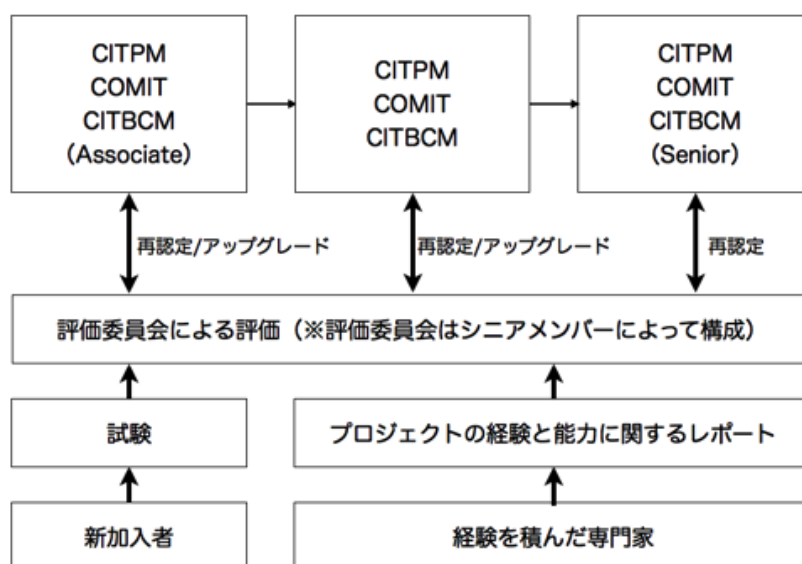 CITPM
COMIT
CITBCM
(Associate)
CITPM
COMIT
CITBCM
CITPM
COMIT
CITBCM
(Senior)
再認定/アップグレード
再認定/アップグレード
再認定
評価委員会による評価（※評価委員会はシニアメンバーによって構成）
試験
プロジェクトの経験と能力に関するレポート
新加入者
経験を積んだ専門家